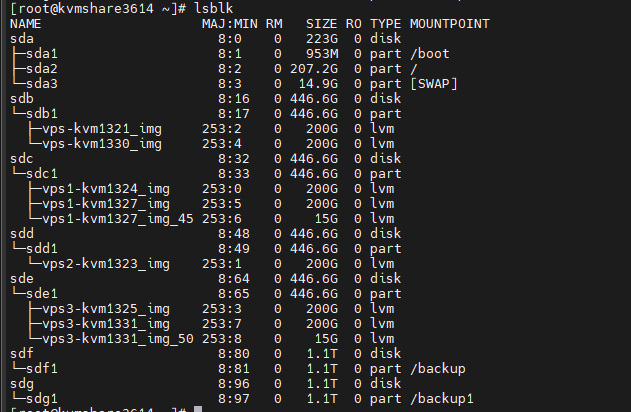 [root@kvmshare3614 ~]# lsblk
NAME                    MAJ:MIN RM   SIZE RO TYPE MOUNTPOINT
sda                       8:0    0   223G  0 disk
├─sda1                    8:1    0   953M  0 part /boot
├─sda2                    8:2    0 207.2G  0 part /
└─sda3                    8:3    0  14.9G  0 part [SWAP]
sdb                       8:16   0 446.6G  0 disk
└─sdb1                    8:17   0 446.6G  0 part
  ├─vps-kvm1321_img     253:2    0   200G  0 lvm
  └─vps-kvm1330_img     253:4    0   200G  0 lvm
sdc                       8:32   0 446.6G  0 disk
└─sdc1                    8:33   0 446.6G  0 part
  ├─vps1-kvm1324_img    253:0    0   200G  0 lvm
  ├─vps1-kvm1327_img    253:5    0   200G  0 lvm
  └─vps1-kvm1327_img_45 253:6    0    15G  0 lvm
sdd                       8:48   0 446.6G  0 disk
└─sdd1                    8:49   0 446.6G  0 part
  └─vps2-kvm1323_img    253:1    0   200G  0 lvm
sde                       8:64   0 446.6G  0 disk
└─sde1                    8:65   0 446.6G  0 part
  ├─vps3-kvm1325_img    253:3    0   200G  0 lvm
  ├─vps3-kvm1331_img    253:7    0   200G  0 lvm
  └─vps3-kvm1331_img_50 253:8    0    15G  0 lvm
sdf                       8:80   0   1.1T  0 disk
└─sdf1                    8:81   0   1.1T  0 part /backup
sdg                       8:96   0   1.1T  0 disk
└─sdg1                    8:97   0   1.1T  0 part /backup1
[root@kvmshare3614 ~]#